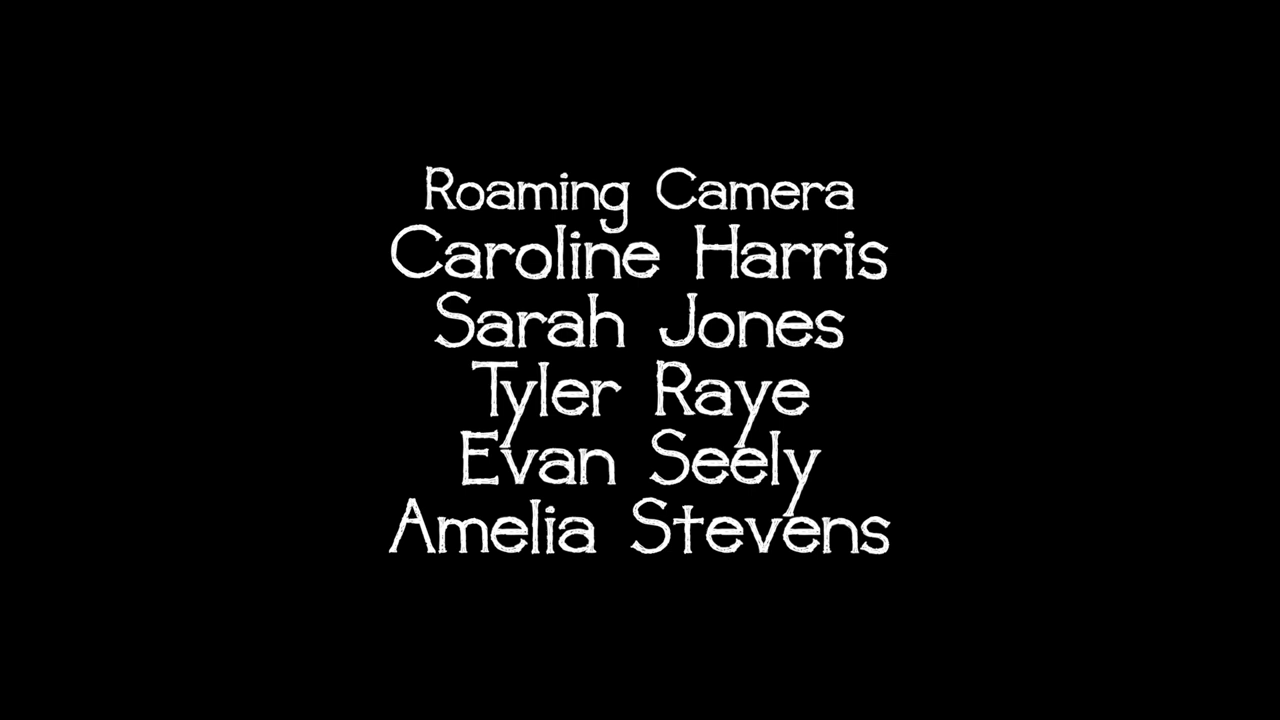 Roaming Camera
Caroline Harris
Sarah Jones
Tyler Raye
Evan Seely
Amelia Stevens